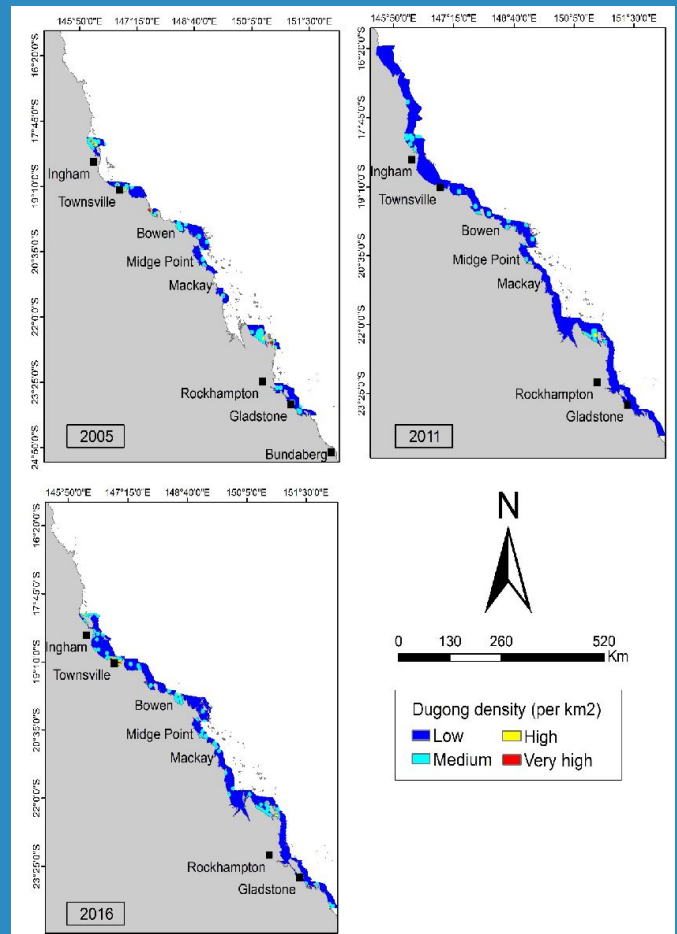 145°50'0"E 147°15'0"E 148°40'0"E 150°5'0"E 151°30'0"E
16°20'0"S
17°45'0"S
19°10'0"S
20°35'0"S
22°0'0"S
23°25'0"S
24°50'0"S
Ingham
Townsville
Bowen
Midge Point
Mackay
Rockhampton
Gladstone
Bundaberg
2005
145°50'0"E 147°15'0"E 148°40'0"E 150°5'0"E 151°30'0"E
16°20'0"S
17°45'0"S
19°10'0"S
20°35'0"S
22°0'0"S
23°25'0"S
Ingham
Townsville
Bowen
Midge Point
Mackay
Rockhampton
Gladstone
2011
145°50'0"E 147°15'0"E 148°40'0"E 150°5'0"E 151°30'0"E
16°20'0"S
17°45'0"S
19°10'0"S
20°35'0"S
22°0'0"S
23°25'0"S
Ingham
Townsville
Bowen
Midge Point
Mackay
Rockhampton
Gladstone
2016
N
0 130 260 520
Km
Dugong density (per km2)
Low High
Medium Very high